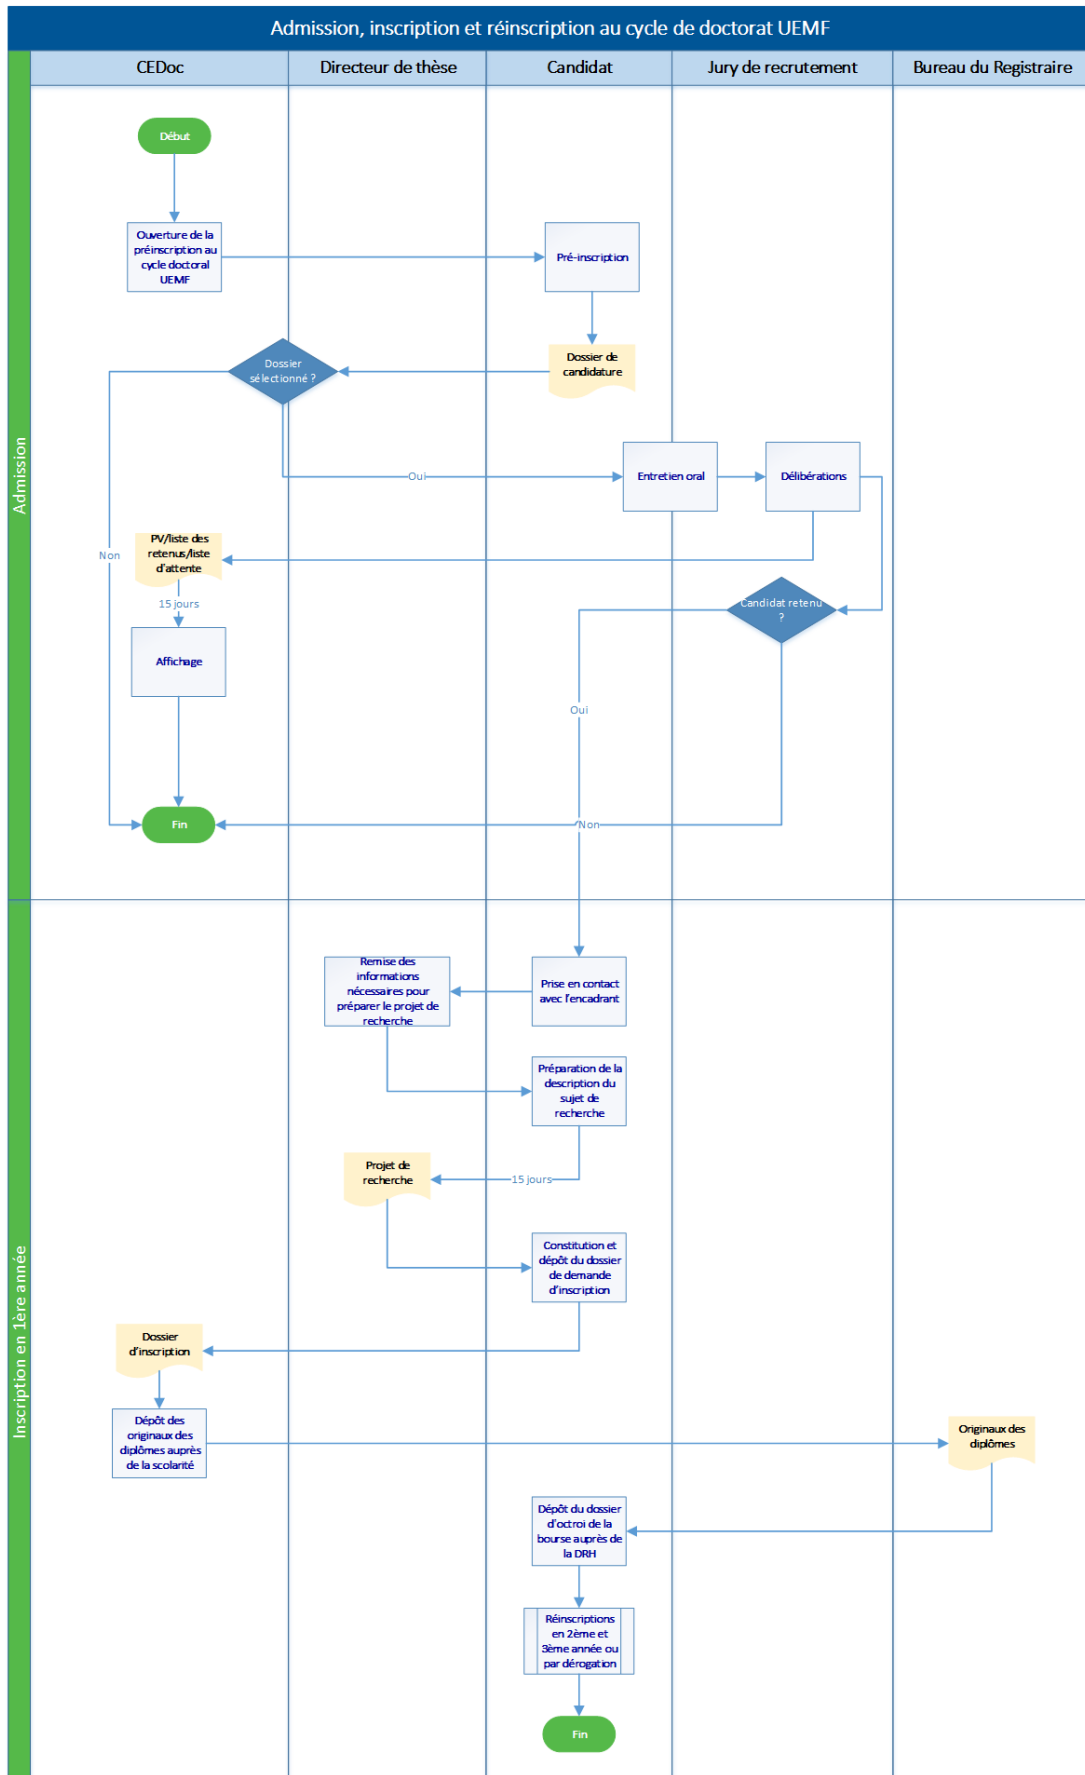 Admission, inscription et réinscription au cycle de doctorat UEMF
CEDoc
Directeur de thèse
Candidat
Jury de recrutement
Bureau du Registraire
Admission
Début
Ouverture de la
préinscription au
cycle doctoral
UEMF
Pré-inscription
Dossier
sélectionné ?
Dossier de
candidature
Oui
Entretien oral
Délibérations
Non
PV/liste des
retenus/liste
d'attente
15 jours
Candidat retenu
?
Affichage
Oui
Fin
Non
Inscription en 1ère année
Remise des
informations
nécessaires pour
préparer le projet de
recherche
Prise en contact
avec l'encadrant
Préparation de la
description du
sujet de
recherche
Projet de
recherche
15 jours
Constitution et
dépôt du dossier
de demande
d'inscription
Dossier
d'inscription
Dépôt des
originaux des
diplômes auprès
de la scolarité
Originaux des
diplômes
Dépôt du dossier
d'octroi de la
bourse auprès de
la DRH
Réinscriptions
en 2ème et
3ème année ou
par dérogation
Fin